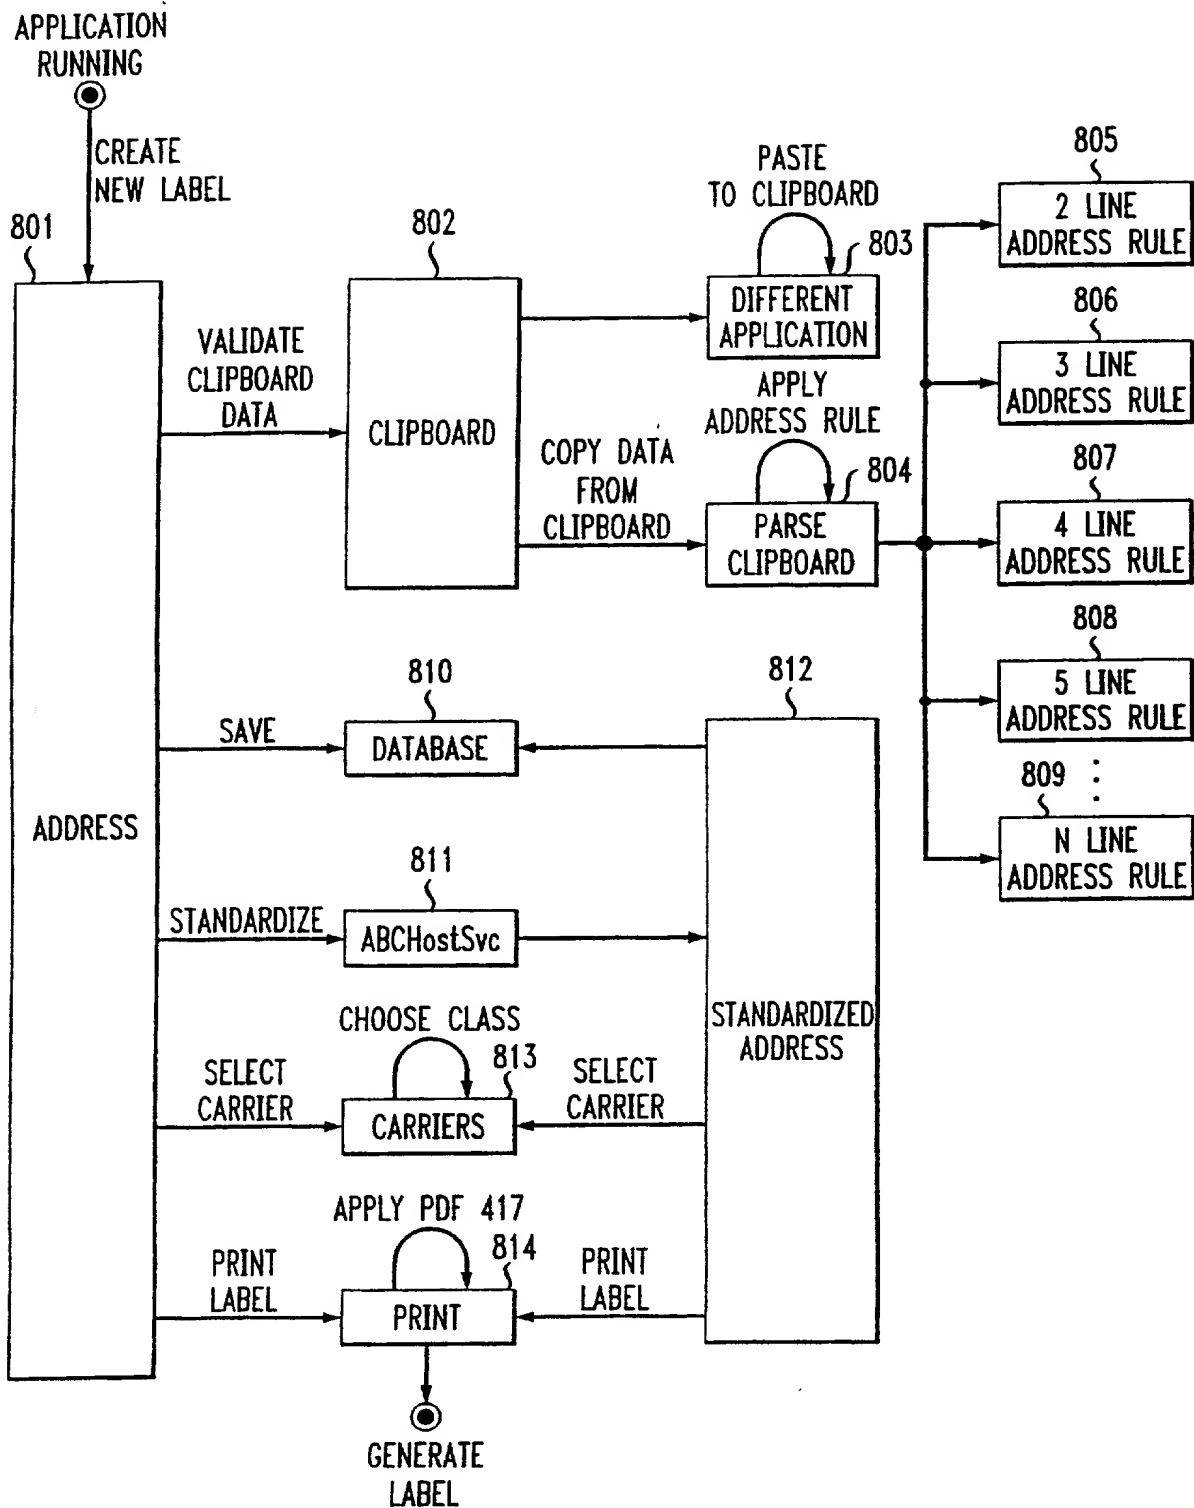 APPLICATION
RUNNING
CREATE
NEW LABEL
801
ADDRESS
VALIDATE
CLIPBOARD
DATA
802
CLIPBOARD
PASTE
TO CLIPBOARD
803
DIFFERENT
APPLICATION
COPY DATA
FROM
CLIPBOARD
APPLY
ADDRESS RULE
804
PARSE
CLIPBOARD
805
2 LINE
ADDRESS RULE
806
3 LINE
ADDRESS RULE
807
4 LINE
ADDRESS RULE
808
5 LINE
ADDRESS RULE
809
N LINE
ADDRESS RULE
SAVE
810
DATABASE
812
STANDARDIZED
ADDRESS
STANDARDIZE
811
ABCHostSvc
SELECT
CARRIER
CHOOSE CLASS
813
CARRIERS
SELECT
CARRIER
PRINT
LABEL
APPLY PDF 417
814
PRINT
PRINT
LABEL
GENERATE
LABEL